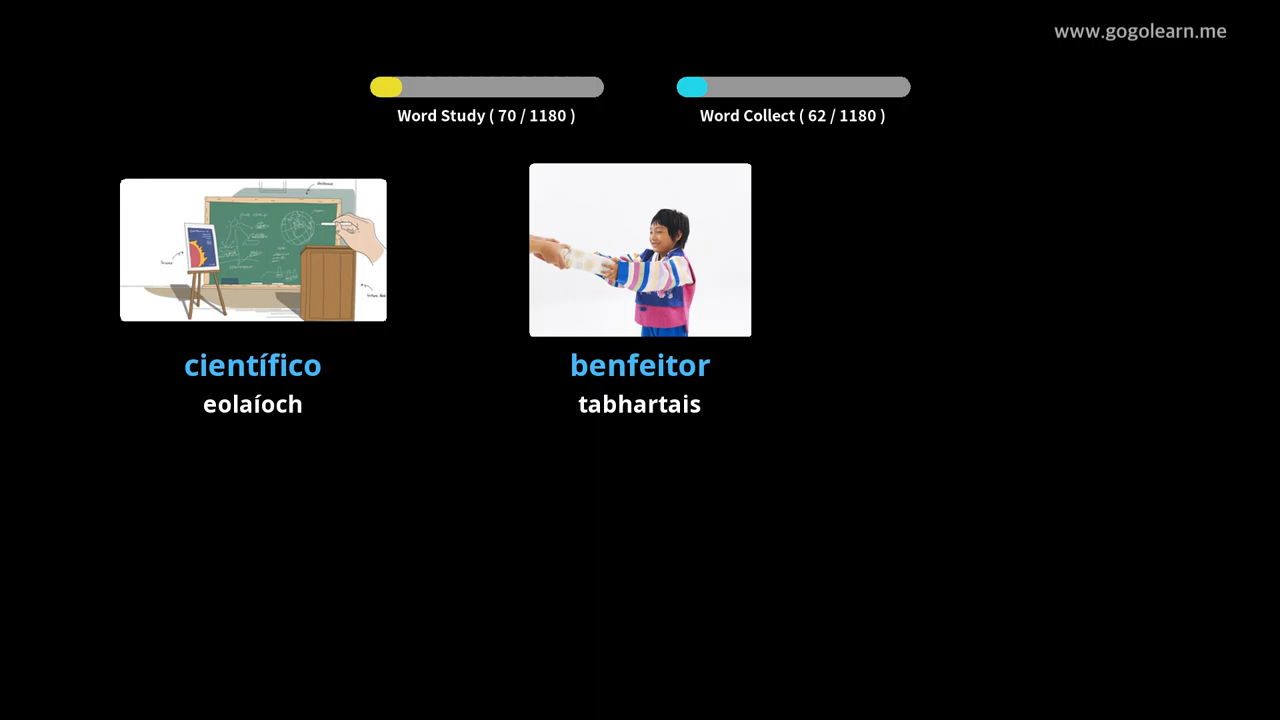 www.gogolearn.me
Word Study ( 70 / 1180 )
Word Collect ( 62 / 1180 )
científico
eolaíoch
benfeitor
tabhartais